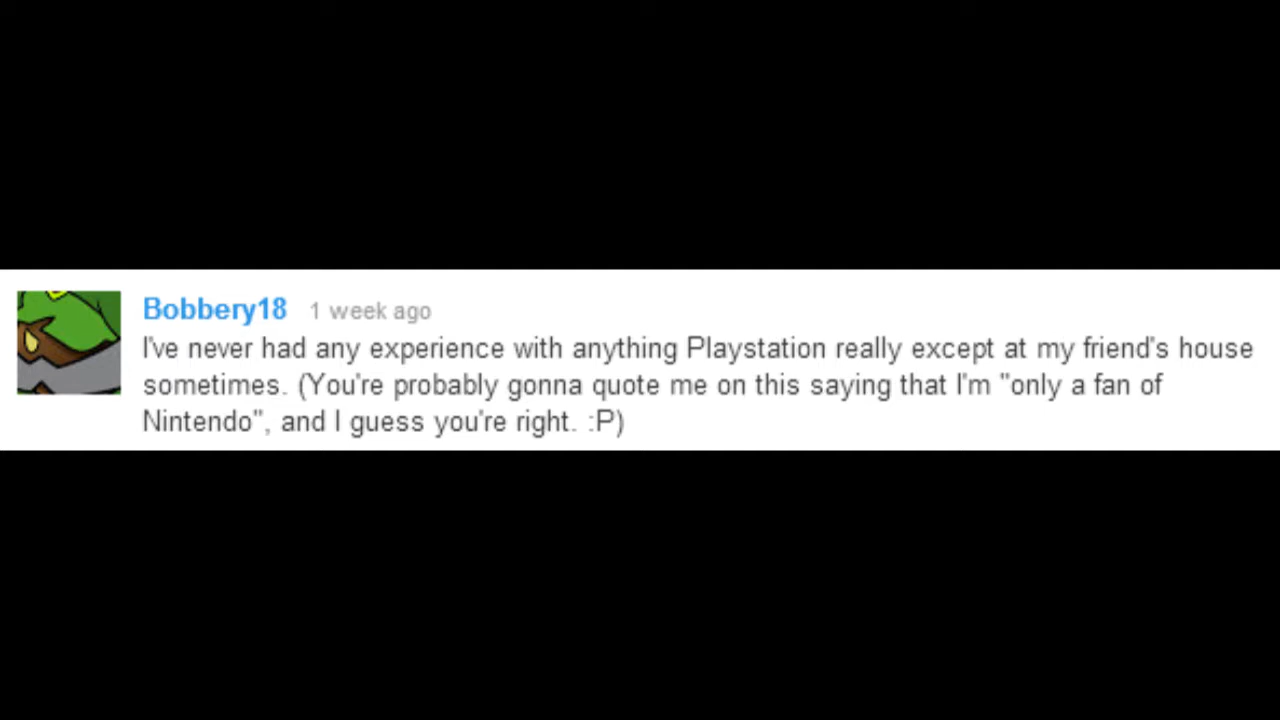 Bobbery18 1 week ago
I've never had any experience with anything Playstation really except at my friend's house
sometimes. (You're probably gonna quote me on this saying that I'm "only a fan of
Nintendo", and I guess you're right. :P)